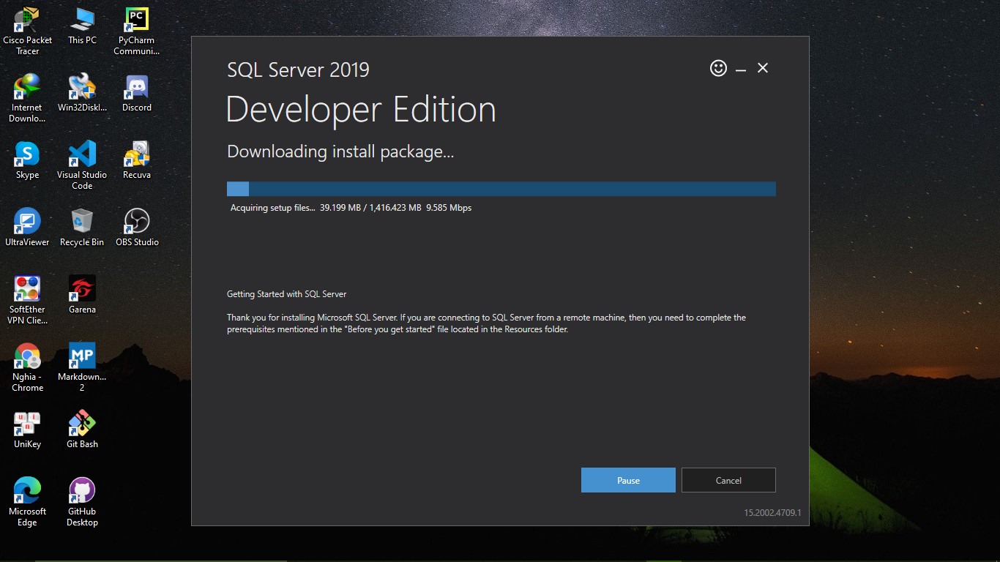 Cisco Packet
Tracer
This PC
PC
PyCharm
Communi...
Internet
Downlo...
Win32DiskI...
Discord
S
Skype
Visual Studio
Code
Recuva
UltraViewer
Recycle Bin
OBS Studio
SoftEther
VPN Clie...
Garena
Nghia -
Chrome
MP
Markdown...
2
u i
n
UniKey
Git Bash
Microsoft
Edge
GitHub
Desktop
SQL Server 2019
Developer Edition
Downloading install package...
Acquiring setup files... 39.199 MB / 1,416.423 MB 9.585 Mbps
Getting Started with SQL Server
Thank you for installing Microsoft SQL Server. If you are connecting to SQL Server from a remote machine, then you need to complete the
prerequisites mentioned in the "Before you get started" file located in the Resources folder.
Pause
Cancel
15.2002.4709.1